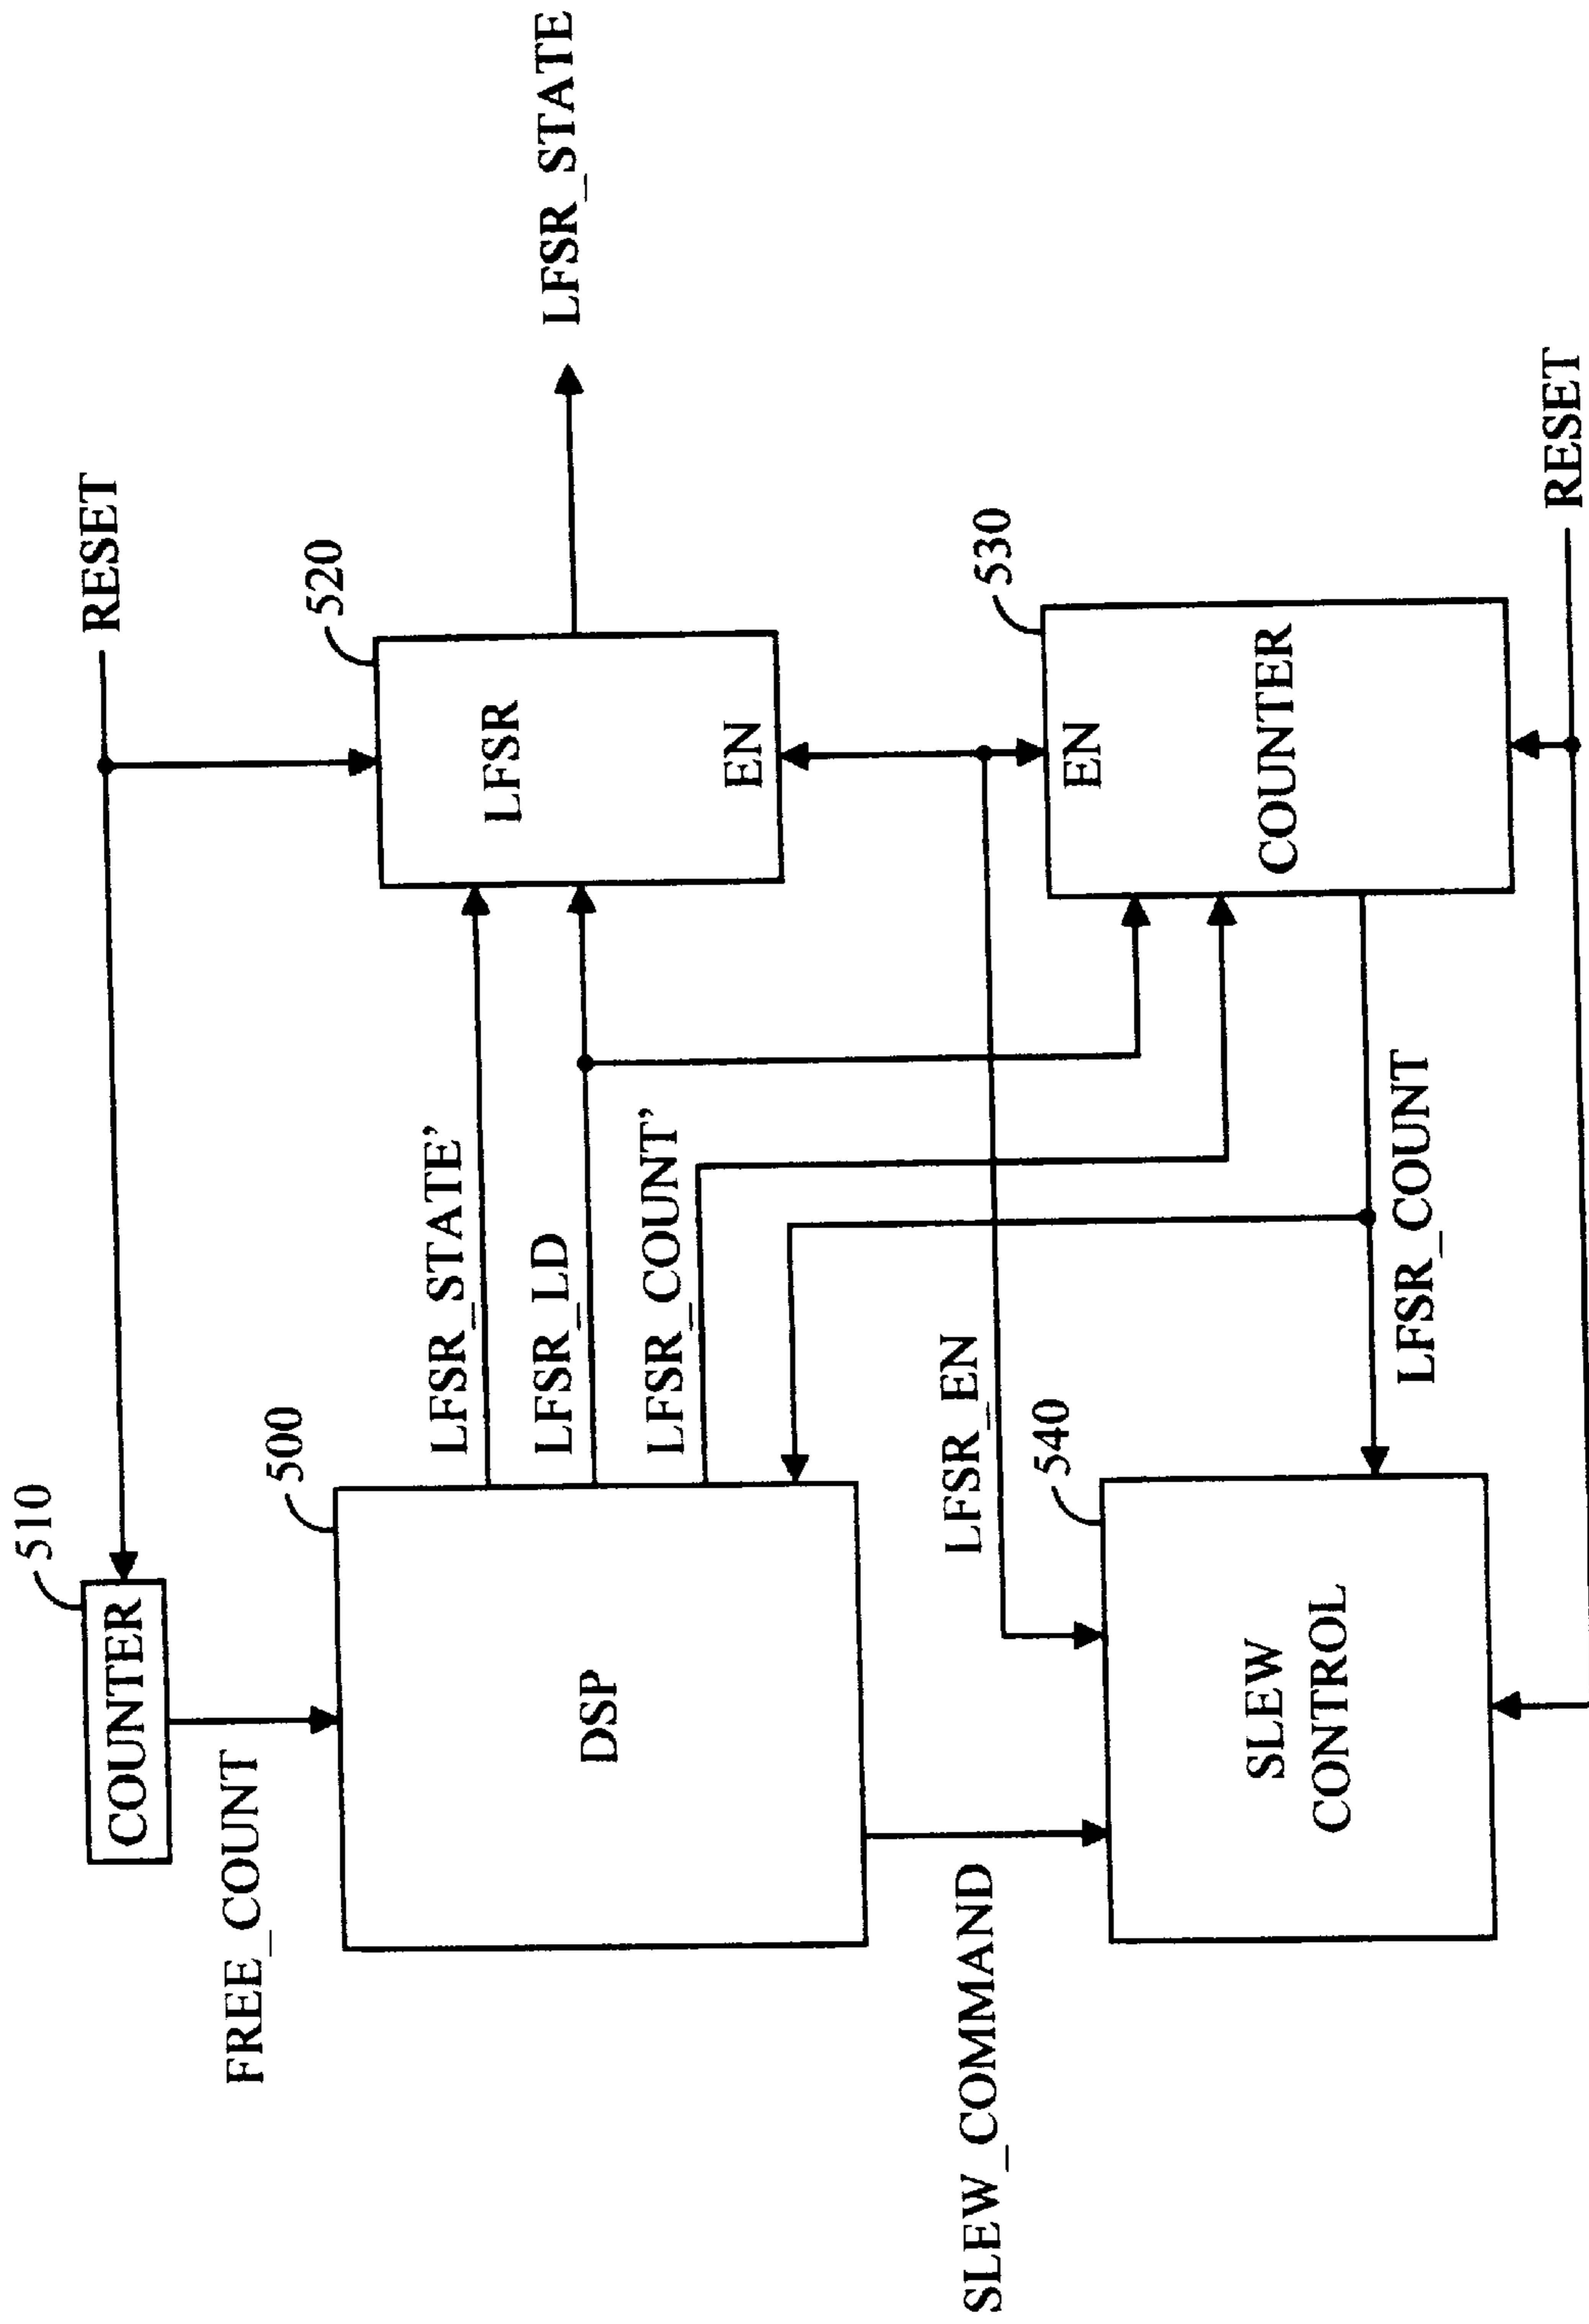 510
COUNTER
RESET
FREE_COUNT
500
DSP
LFSR_STATE’
LFSR_LD
LFSR_COUNT’
520
LFSR
EN
LFSR_STATE
SLEW_COMMAND
LFSR_EN
540
SLEW
CONTROL
LFSR_COUNT
530
EN
COUNTER
RESET